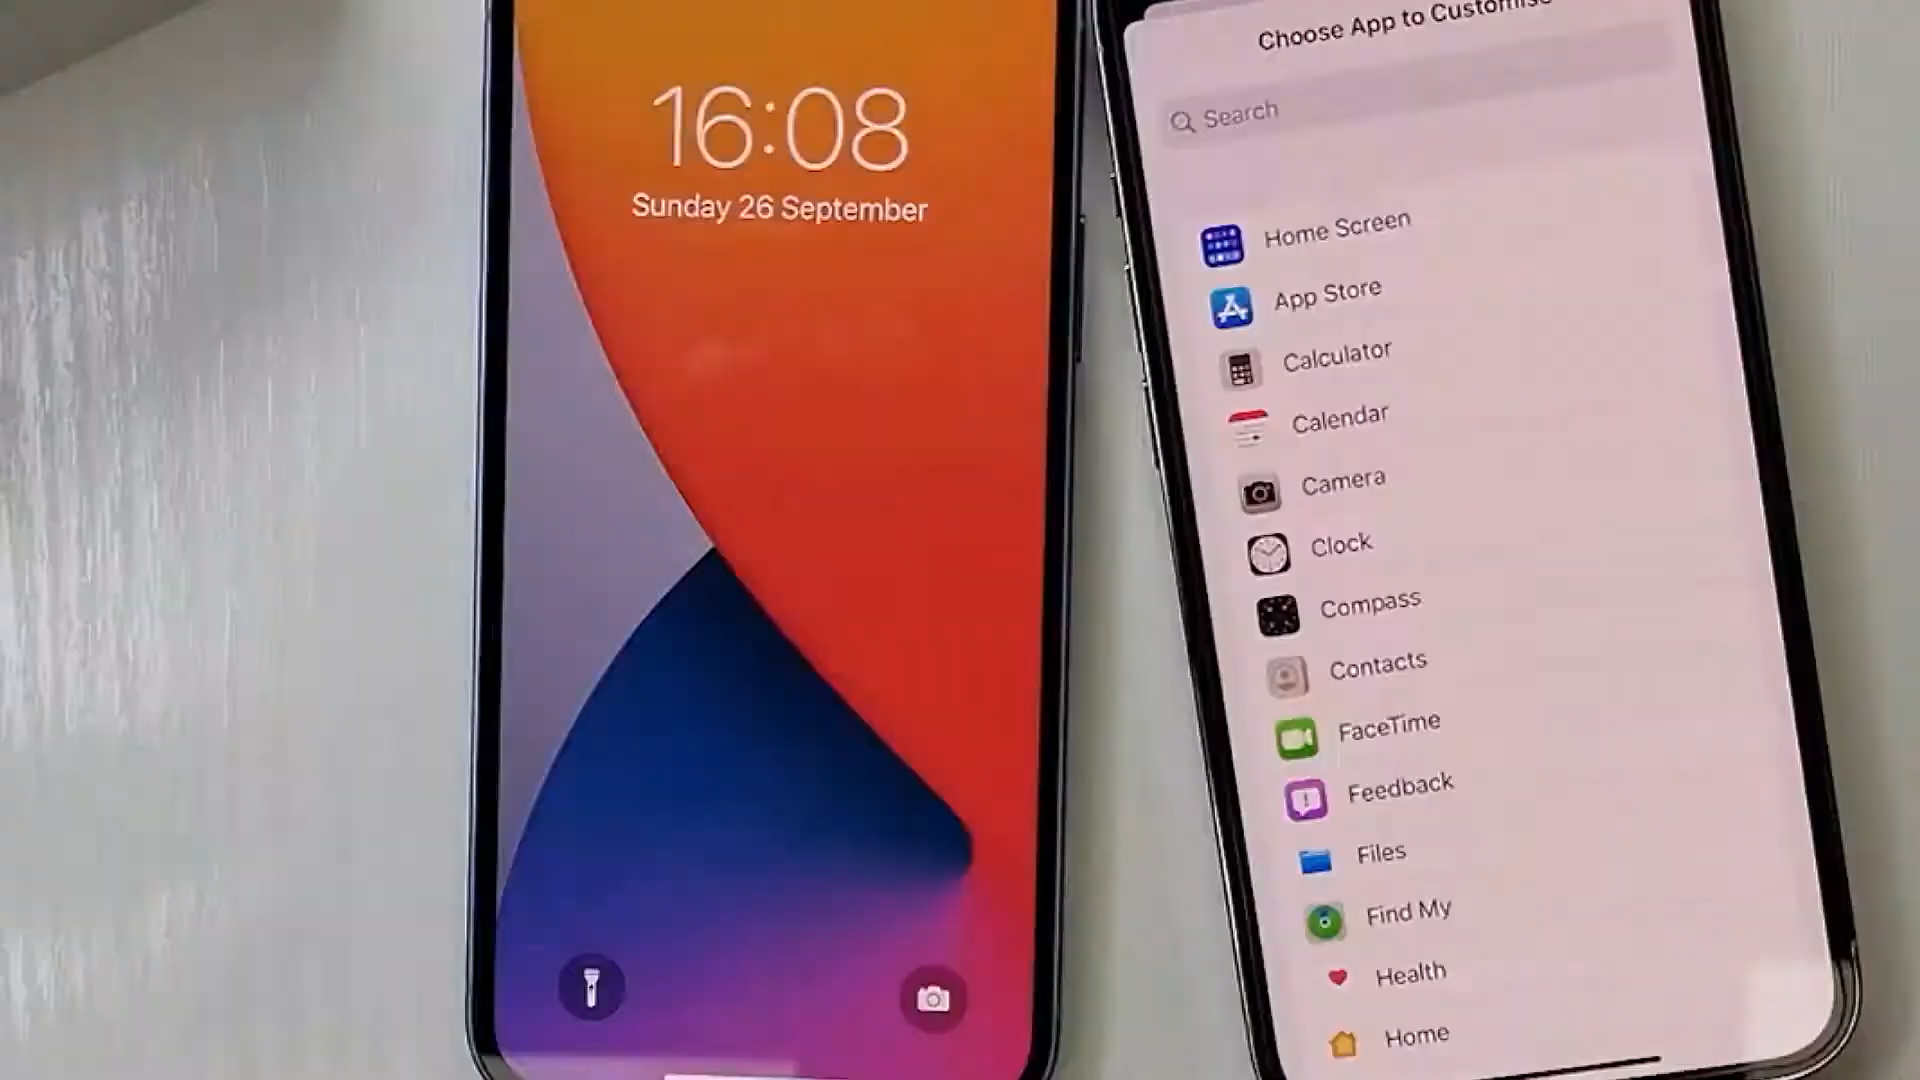 16:08
Sunday 26 September
Choose App to Customise
Search
Home Screen
App Store
Calculator
Calendar
Camera
Clock
Compass
Contacts
FaceTime
Feedback
Files
Find My
Health
Home